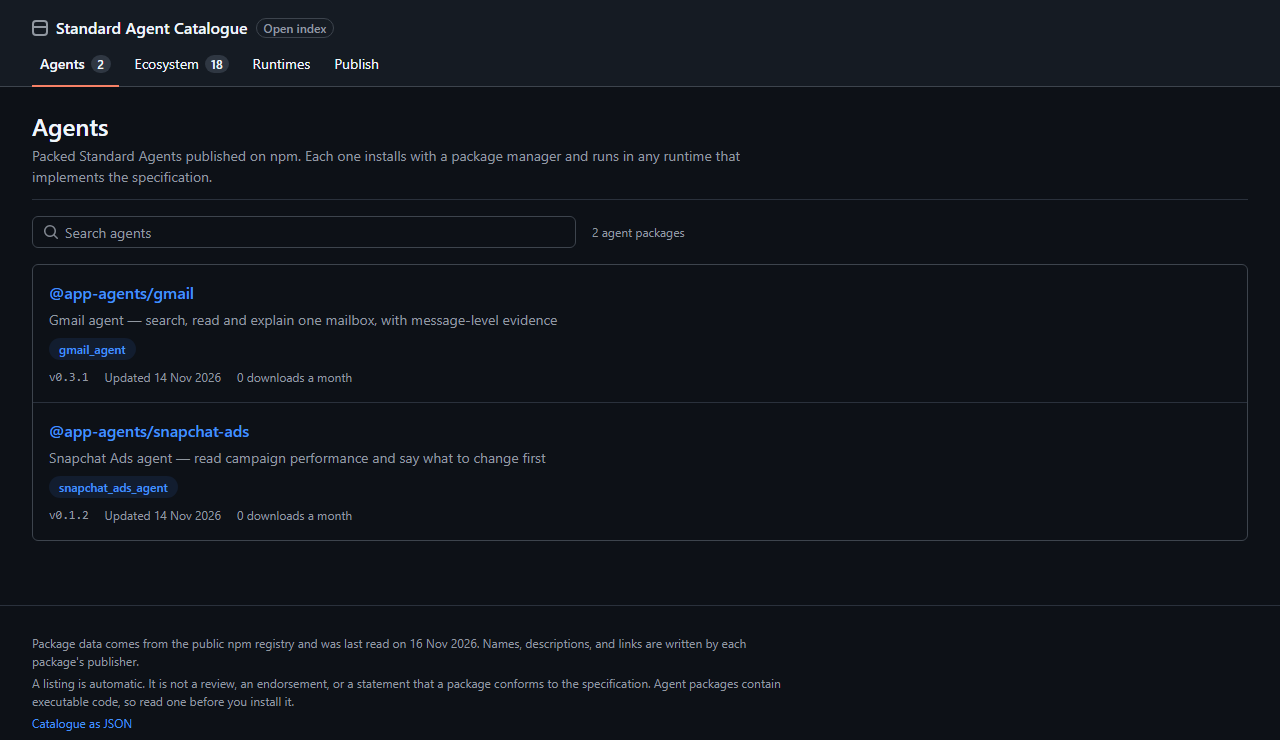 Standard Agent Catalogue Open index
Agents 2 Ecosystem 18 Runtimes Publish
Agents
Packed Standard Agents published on npm. Each one installs with a package manager and runs in any runtime that
implements the specification.
Search agents 2 agent packages
@app-agents/gmail
Gmail agent — search, read and explain one mailbox, with message-level evidence
gmail_agent
v0.3.1 Updated 14 Nov 2026 0 downloads a month
@app-agents/snapchat-ads
Snapchat Ads agent — read campaign performance and say what to change first
snapchat_ads_agent
v0.1.2 Updated 14 Nov 2026 0 downloads a month
Package data comes from the public npm registry and was last read on 16 Nov 2026. Names, descriptions, and links are written by each
package's publisher.
A listing is automatic. It is not a review, an endorsement, or a statement that a package conforms to the specification. Agent packages contain
executable code, so read one before you install it.
Catalogue as JSON